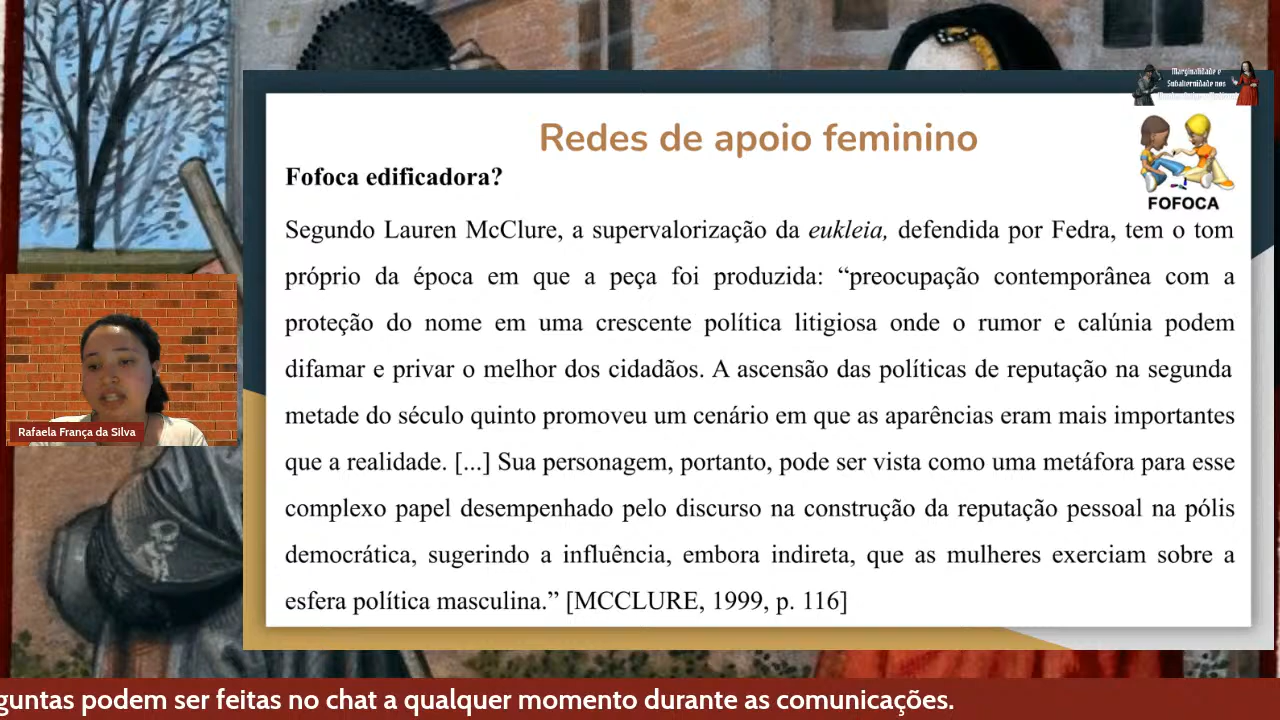 Marginalidade e
Subalternidade nos
Redes de apoio feminino
Fofoca edificadora?
FOFOCA
Segundo Lauren McClure, a supervalorização da eukleia, defendida por Fedra, tem o tom
próprio da época em que a peça foi produzida: “preocupação contemporânea com a
proteção do nome em uma crescente política litigiosa onde o rumor e calúnia podem
difamar e privar o melhor dos cidadãos. A ascensão das políticas de reputação na segunda
metade do século quinto promoveu um cenário em que as aparências eram mais importantes
que a realidade. [...] Sua personagem, portanto, pode ser vista como uma metáfora para esse
complexo papel desempenhado pelo discurso na construção da reputação pessoal na pólis
democrática, sugerindo a influência, embora indireta, que as mulheres exerciam sobre a
esfera política masculina.” [MCCLURE, 1999, p. 116]
Rafaela França da Silva
guntas podem ser feitas no chat a qualquer momento durante as comunicações.